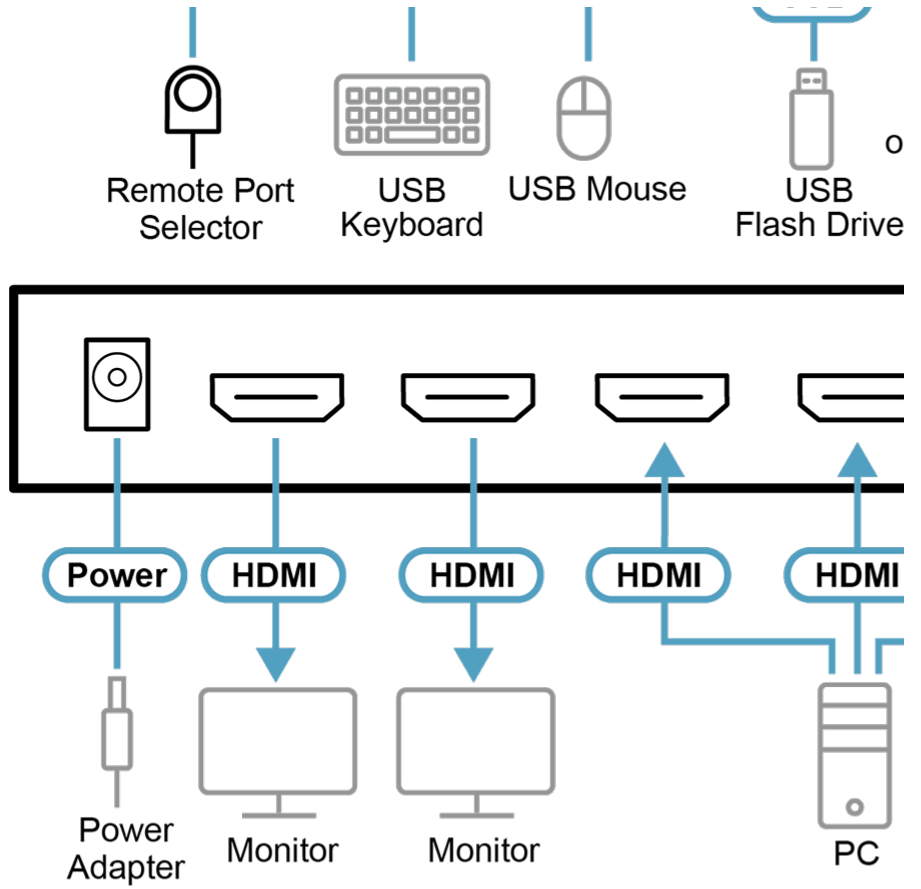 Remote Port
Selector
USB
Keyboard
USB Mouse
USB
Flash Drive
Power
HDMI
HDMI
HDMI
HDMI
Power
Adapter
Monitor
Monitor
PC